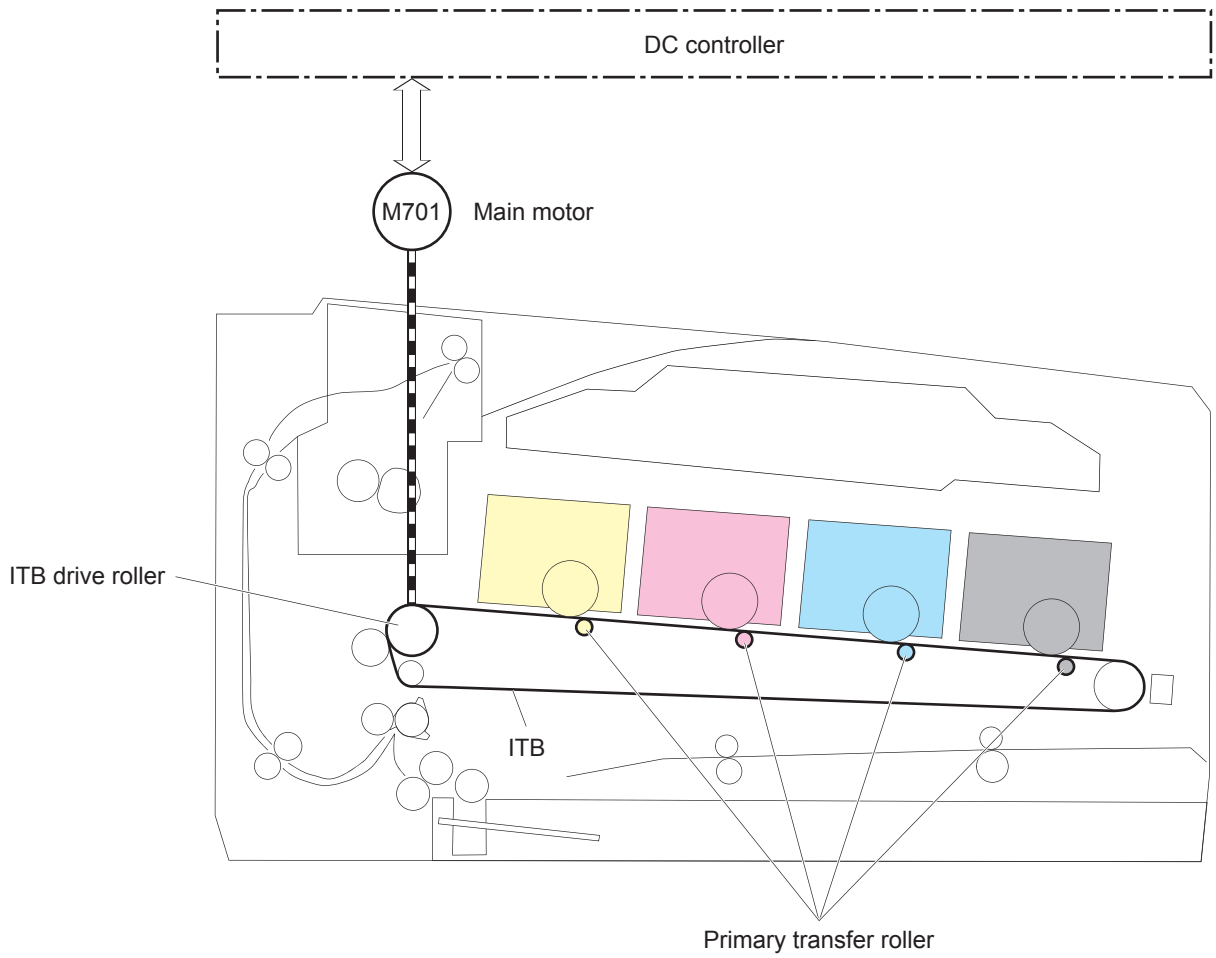 DC controller
M701
Main motor
ITB drive roller
ITB
Primary transfer roller